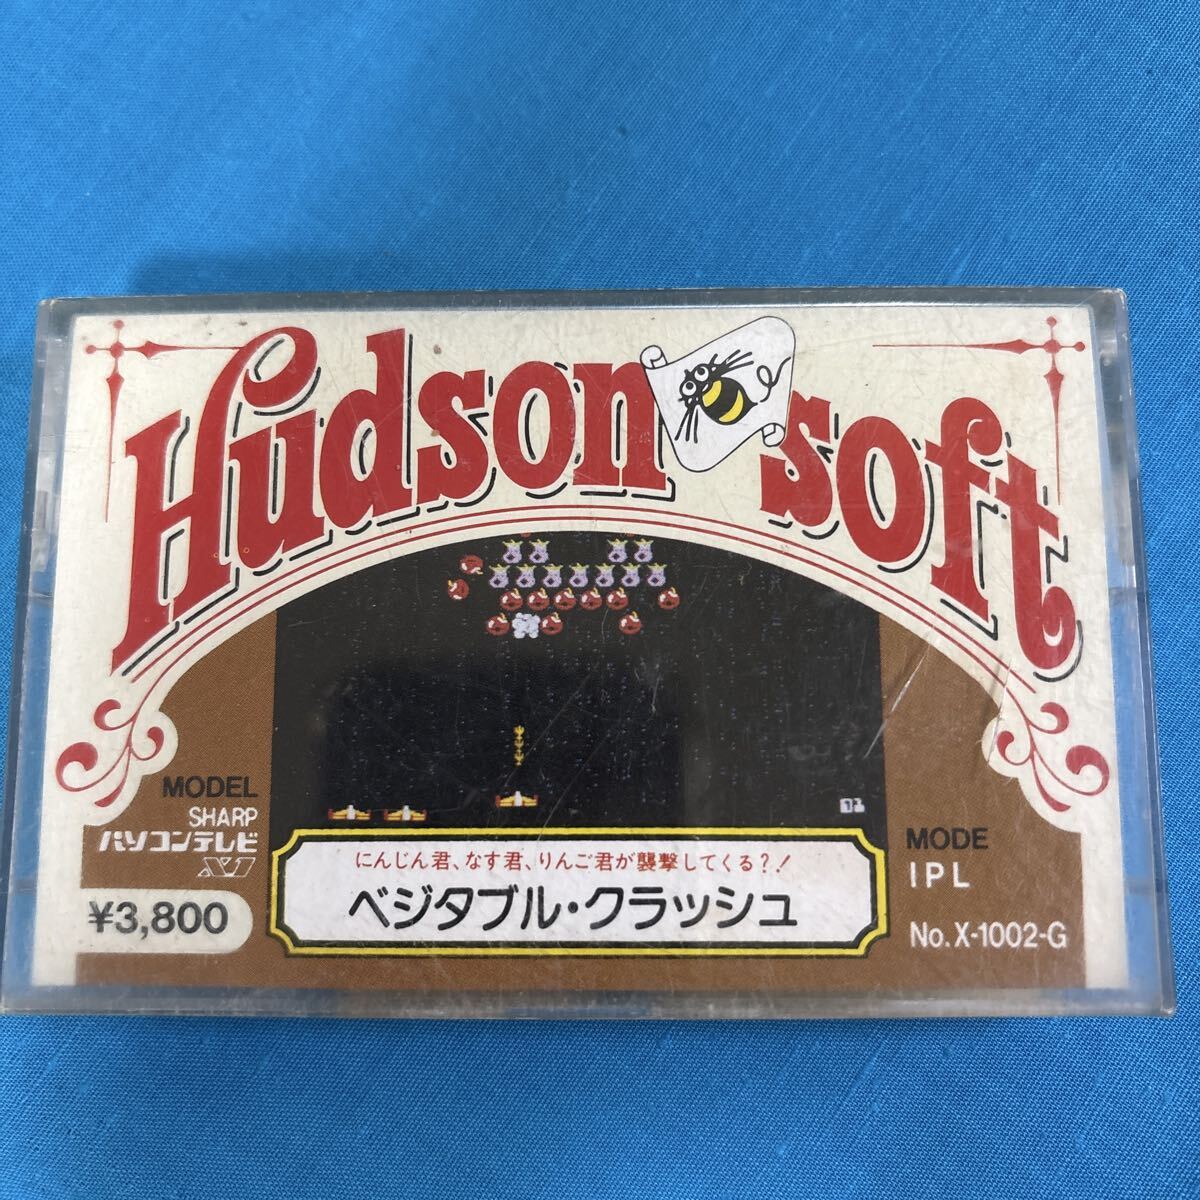 Hudson soft
MODEL
SHARP
パソコンテレビ
X1
¥3,800
にんじん君、なす君、りんご君が襲撃してくる?!
ベジタブル・クラッシュ
MODE
IPL
No. X-1002-G